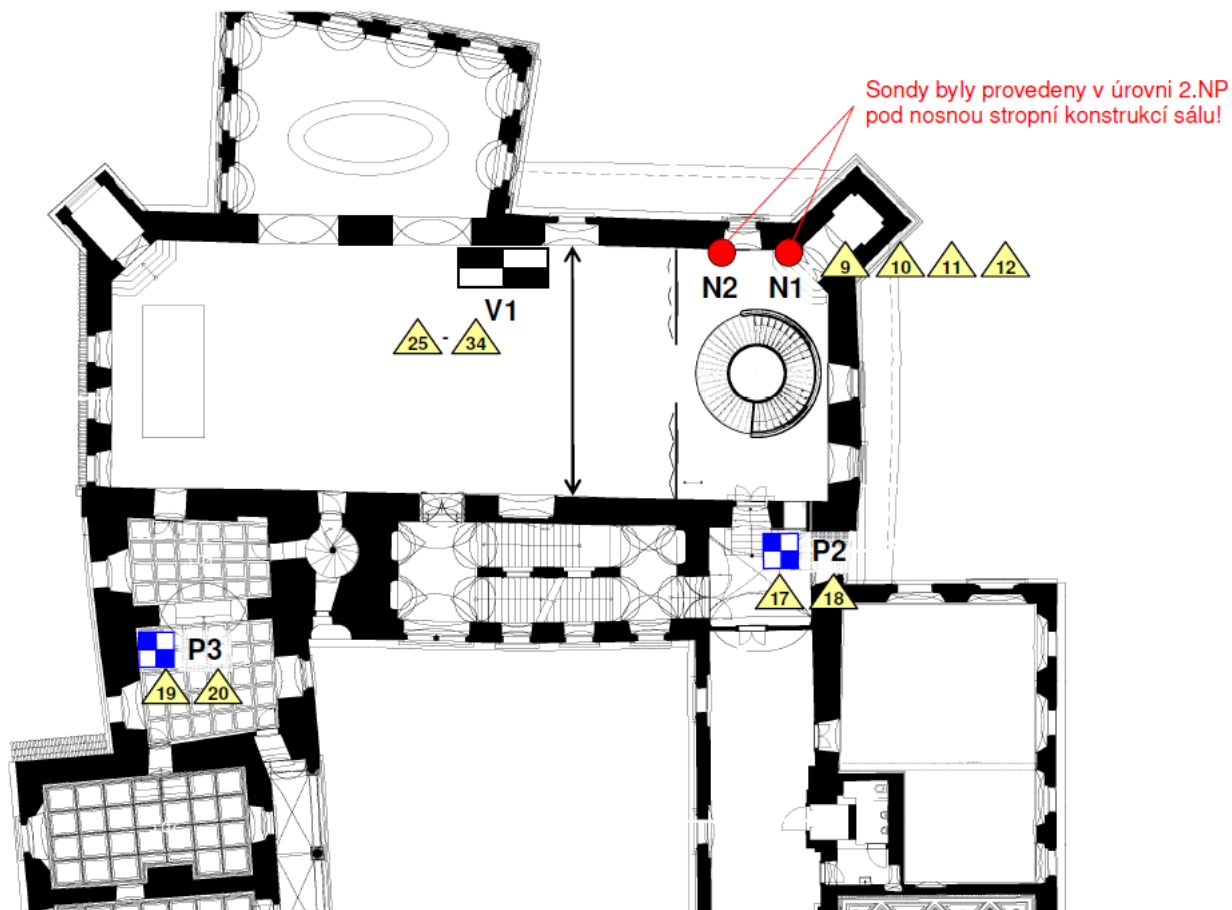 Sondy byly provedeny v úrovni 2.NP
pod nosnou stropní konstrukcí sálu!
N2 N1
9 10 11 12
V1
25 - 34
P2
17 18
P3
19 20